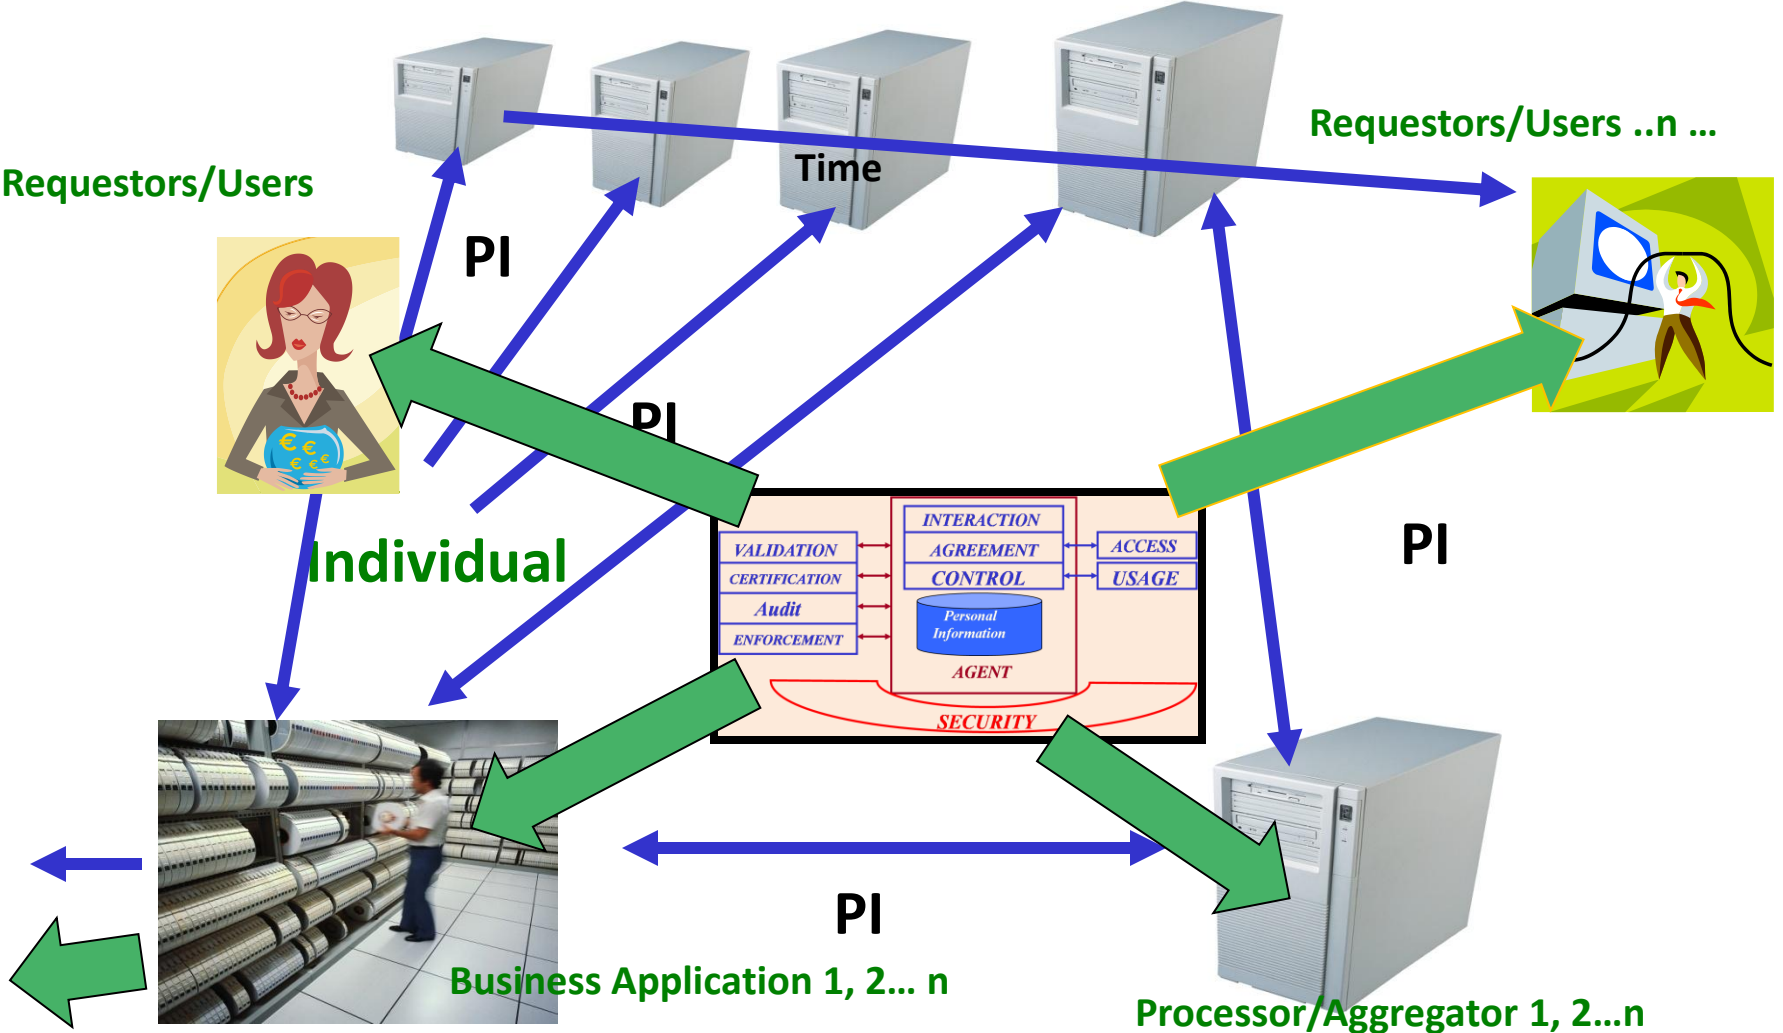 Requestors/Users ..n ...
Time
Requestors/Users
PI
PI
INTERACTION
VALIDATION
AGREEMENT
ACCESS
Individual
CERTIFICATION
CONTROL
USAGE
Audit
Personal
Information
ENFORCEMENT
AGENT
SECURITY
PI
PI
Business Application 1, 2... n
Processor/Aggregator 1, 2...n
€ €
€ € €